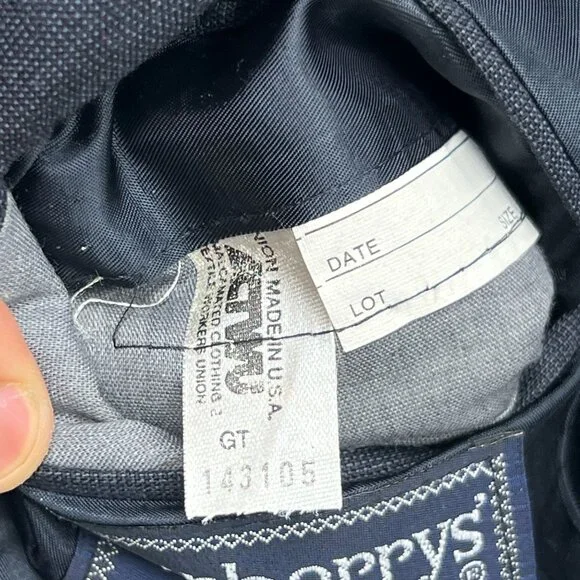 UNION MADE IN U.S.A.
ACTWU
AMALGAMATED CLOTHING &
TEXTILE WORKERS UNION
GT
143105
SIZE
DATE
LOT
®